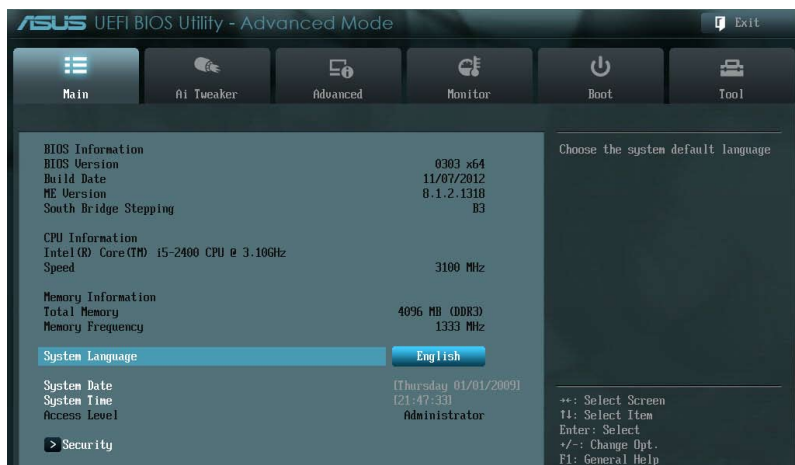 ASUS UEFI BIOS Utility - Advanced Mode
Exit
Main
Ai Tweaker
Advanced
Monitor
Boot
Tool
BIOS Information
BIOS Version 0303 x64
Build Date 11/07/2012
ME Version 8.1.2.1318
South Bridge Stepping B3
CPU Information
Intel(R) Core(TM) i5-2400 CPU @ 3.10GHz
Speed 3100 MHz
Memory Information
Total Memory 4096 MB (DDR3)
Memory Frequency 1333 MHz
System Language English
System Date [Thursday 01/01/2009]
System Time [21:47:33]
Access Level Administrator
> Security
Choose the system default language
→←: Select Screen
↑↓: Select Item
Enter: Select
+/-: Change Opt.
F1: General Help